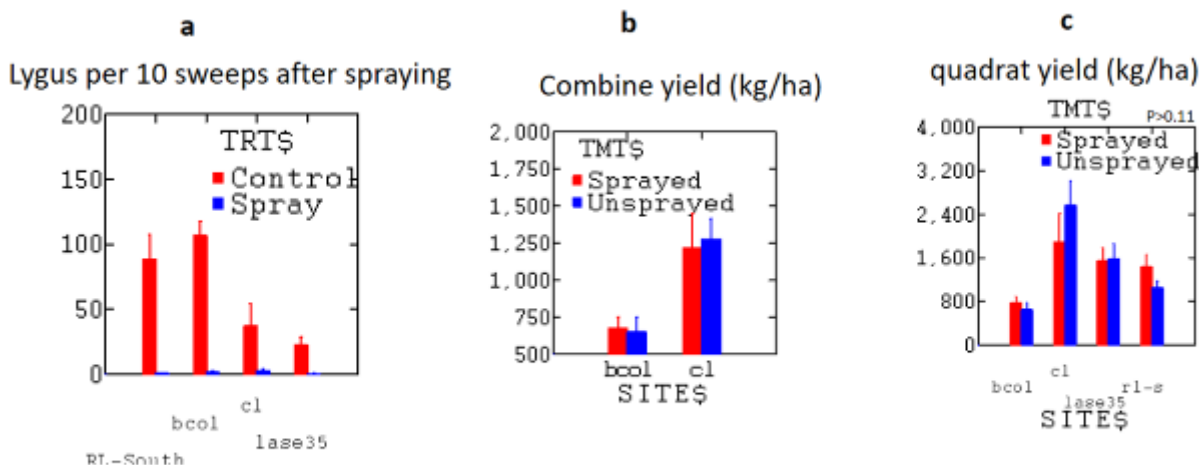 a
Lygus per 10 sweeps after spraying
200
150
100
50
0
TRT$
Control
Spray
RL-South
bcol
cl
lase35
b
Combine yield (kg/ha)
2,000
1,750
1,500
1,250
1,000
750
500
TMT$
Sprayed
Unsprayed
bcol
cl
SITE$
c
quadrat yield (kg/ha)
TMT$
P>0.11
4,000
3,200
2,400
1,600
800
0
Sprayed
Unsprayed
bcol
cl
lase35
rl-s
SITE$